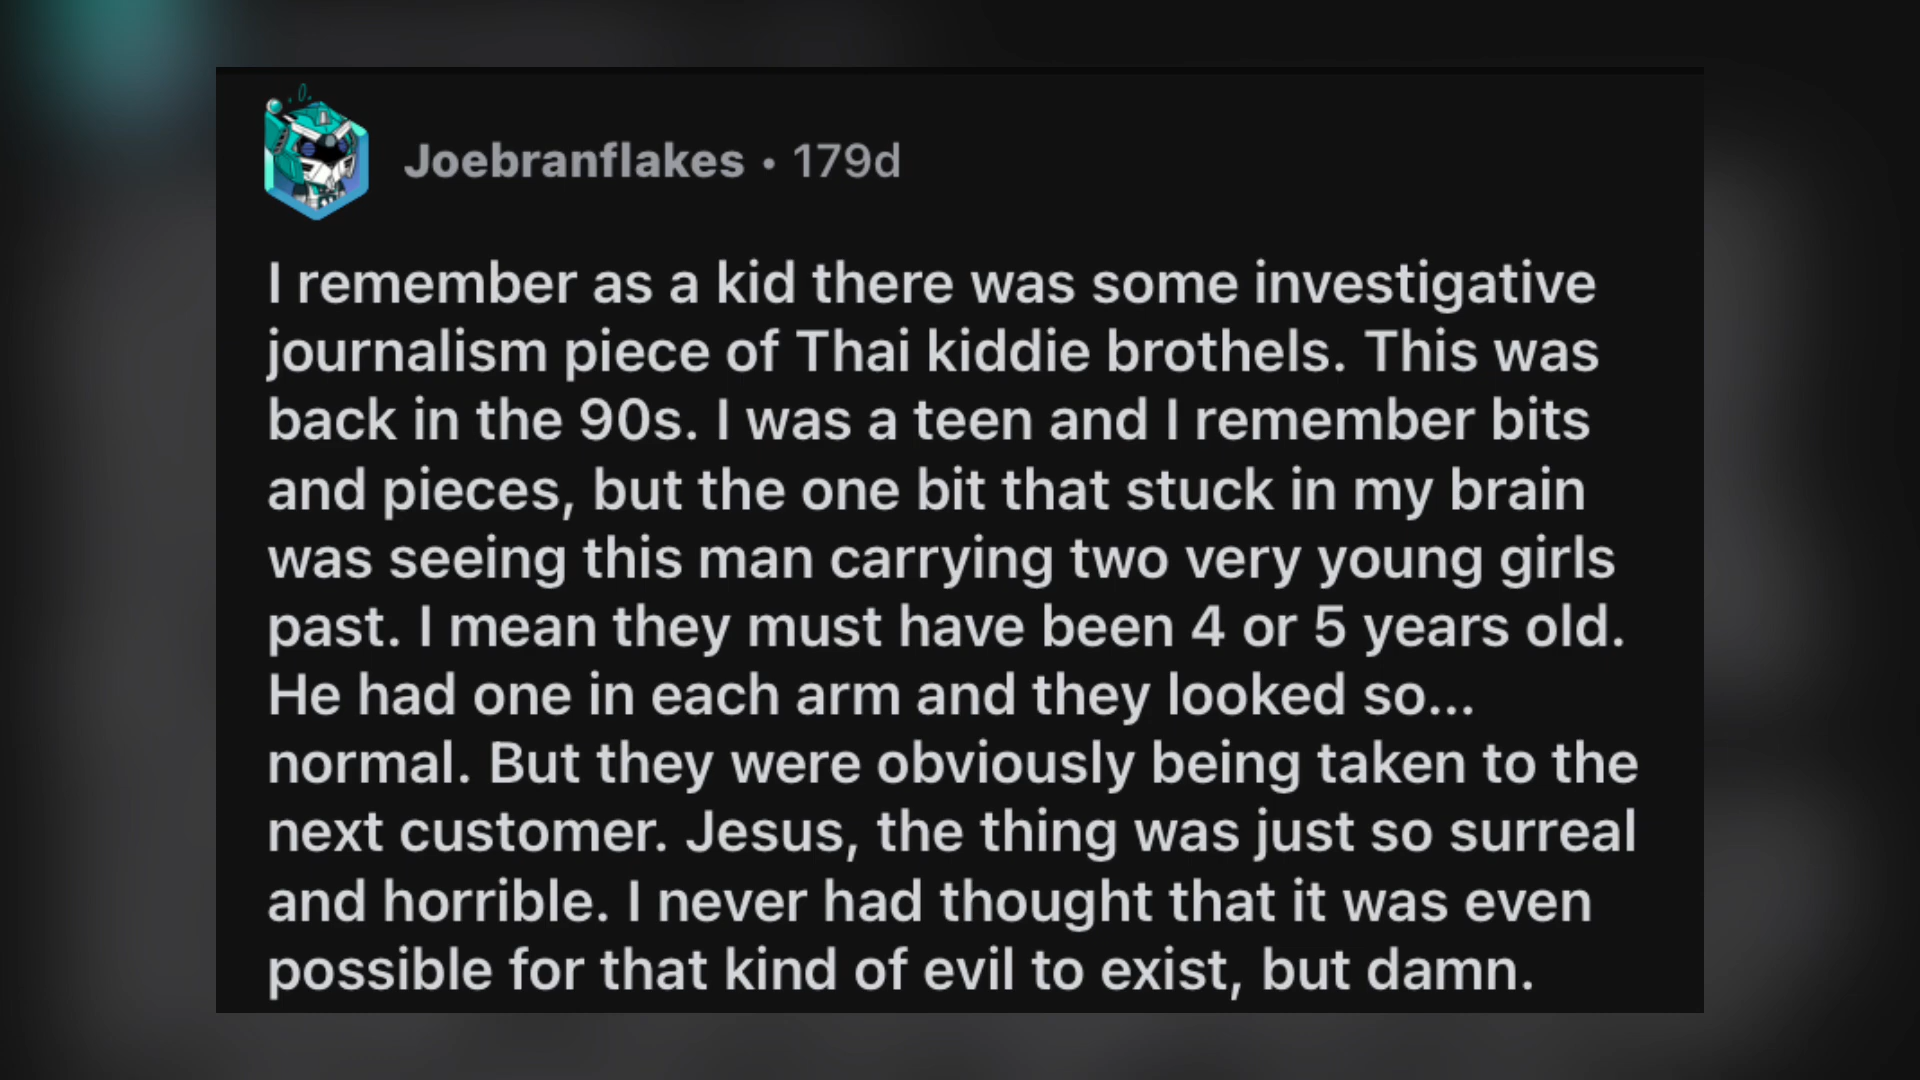 Joebranflakes • 179d
I remember as a kid there was some investigative
journalism piece of Thai kiddie brothels. This was
back in the 90s. I was a teen and I remember bits
and pieces, but the one bit that stuck in my brain
was seeing this man carrying two very young girls
past. I mean they must have been 4 or 5 years old.
He had one in each arm and they looked so...
normal. But they were obviously being taken to the
next customer. Jesus, the thing was just so surreal
and horrible. I never had thought that it was even
possible for that kind of evil to exist, but damn.